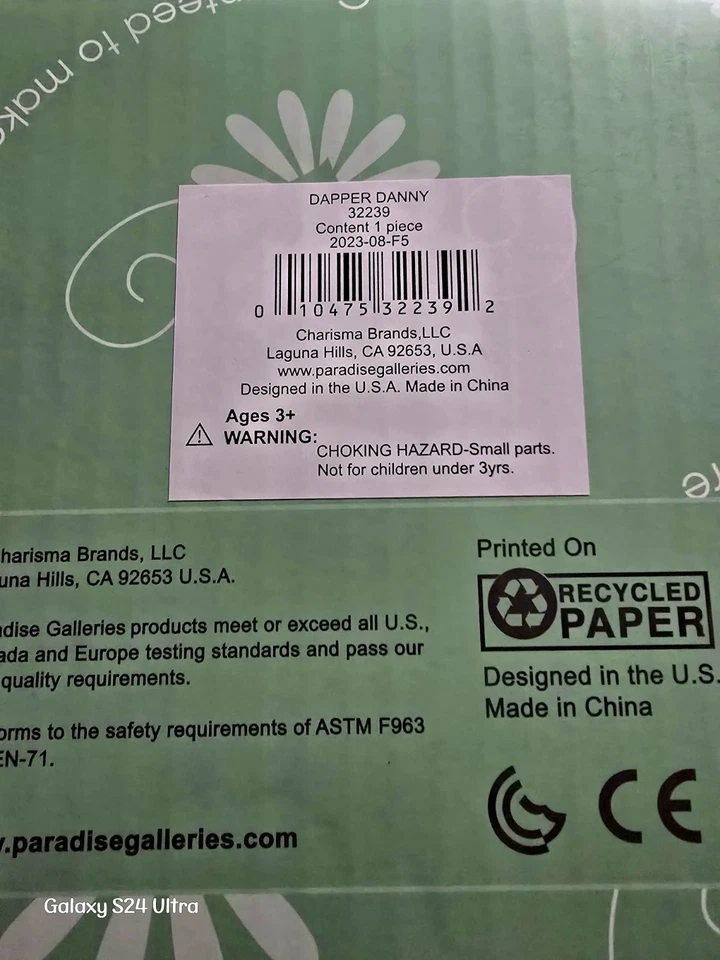 to
DAPPER DANNY
32239
Content 1 piece
2023-08-F5
0 10475 32239 2
Charisma Brands,LLC
Laguna Hills, CA 92653, U.S.A
www.paradisegalleries.com
Designed in the U.S.A. Made in China
Ages 3+
WARNING:
CHOKING HAZARD-Small parts.
Not for children under 3yrs.
harisma Brands, LLC
una Hills, CA 92653 U.S.A.
adise Galleries products meet or exceed all U.S.,
ada and Europe testing standards and pass our
quality requirements.
orms to the safety requirements of ASTM F963
EN-71.
.paradisegalleries.com
Printed On
RECYCLED
PAPER
Designed in the U.S.
Made in China
CE
Galaxy S24 Ultra